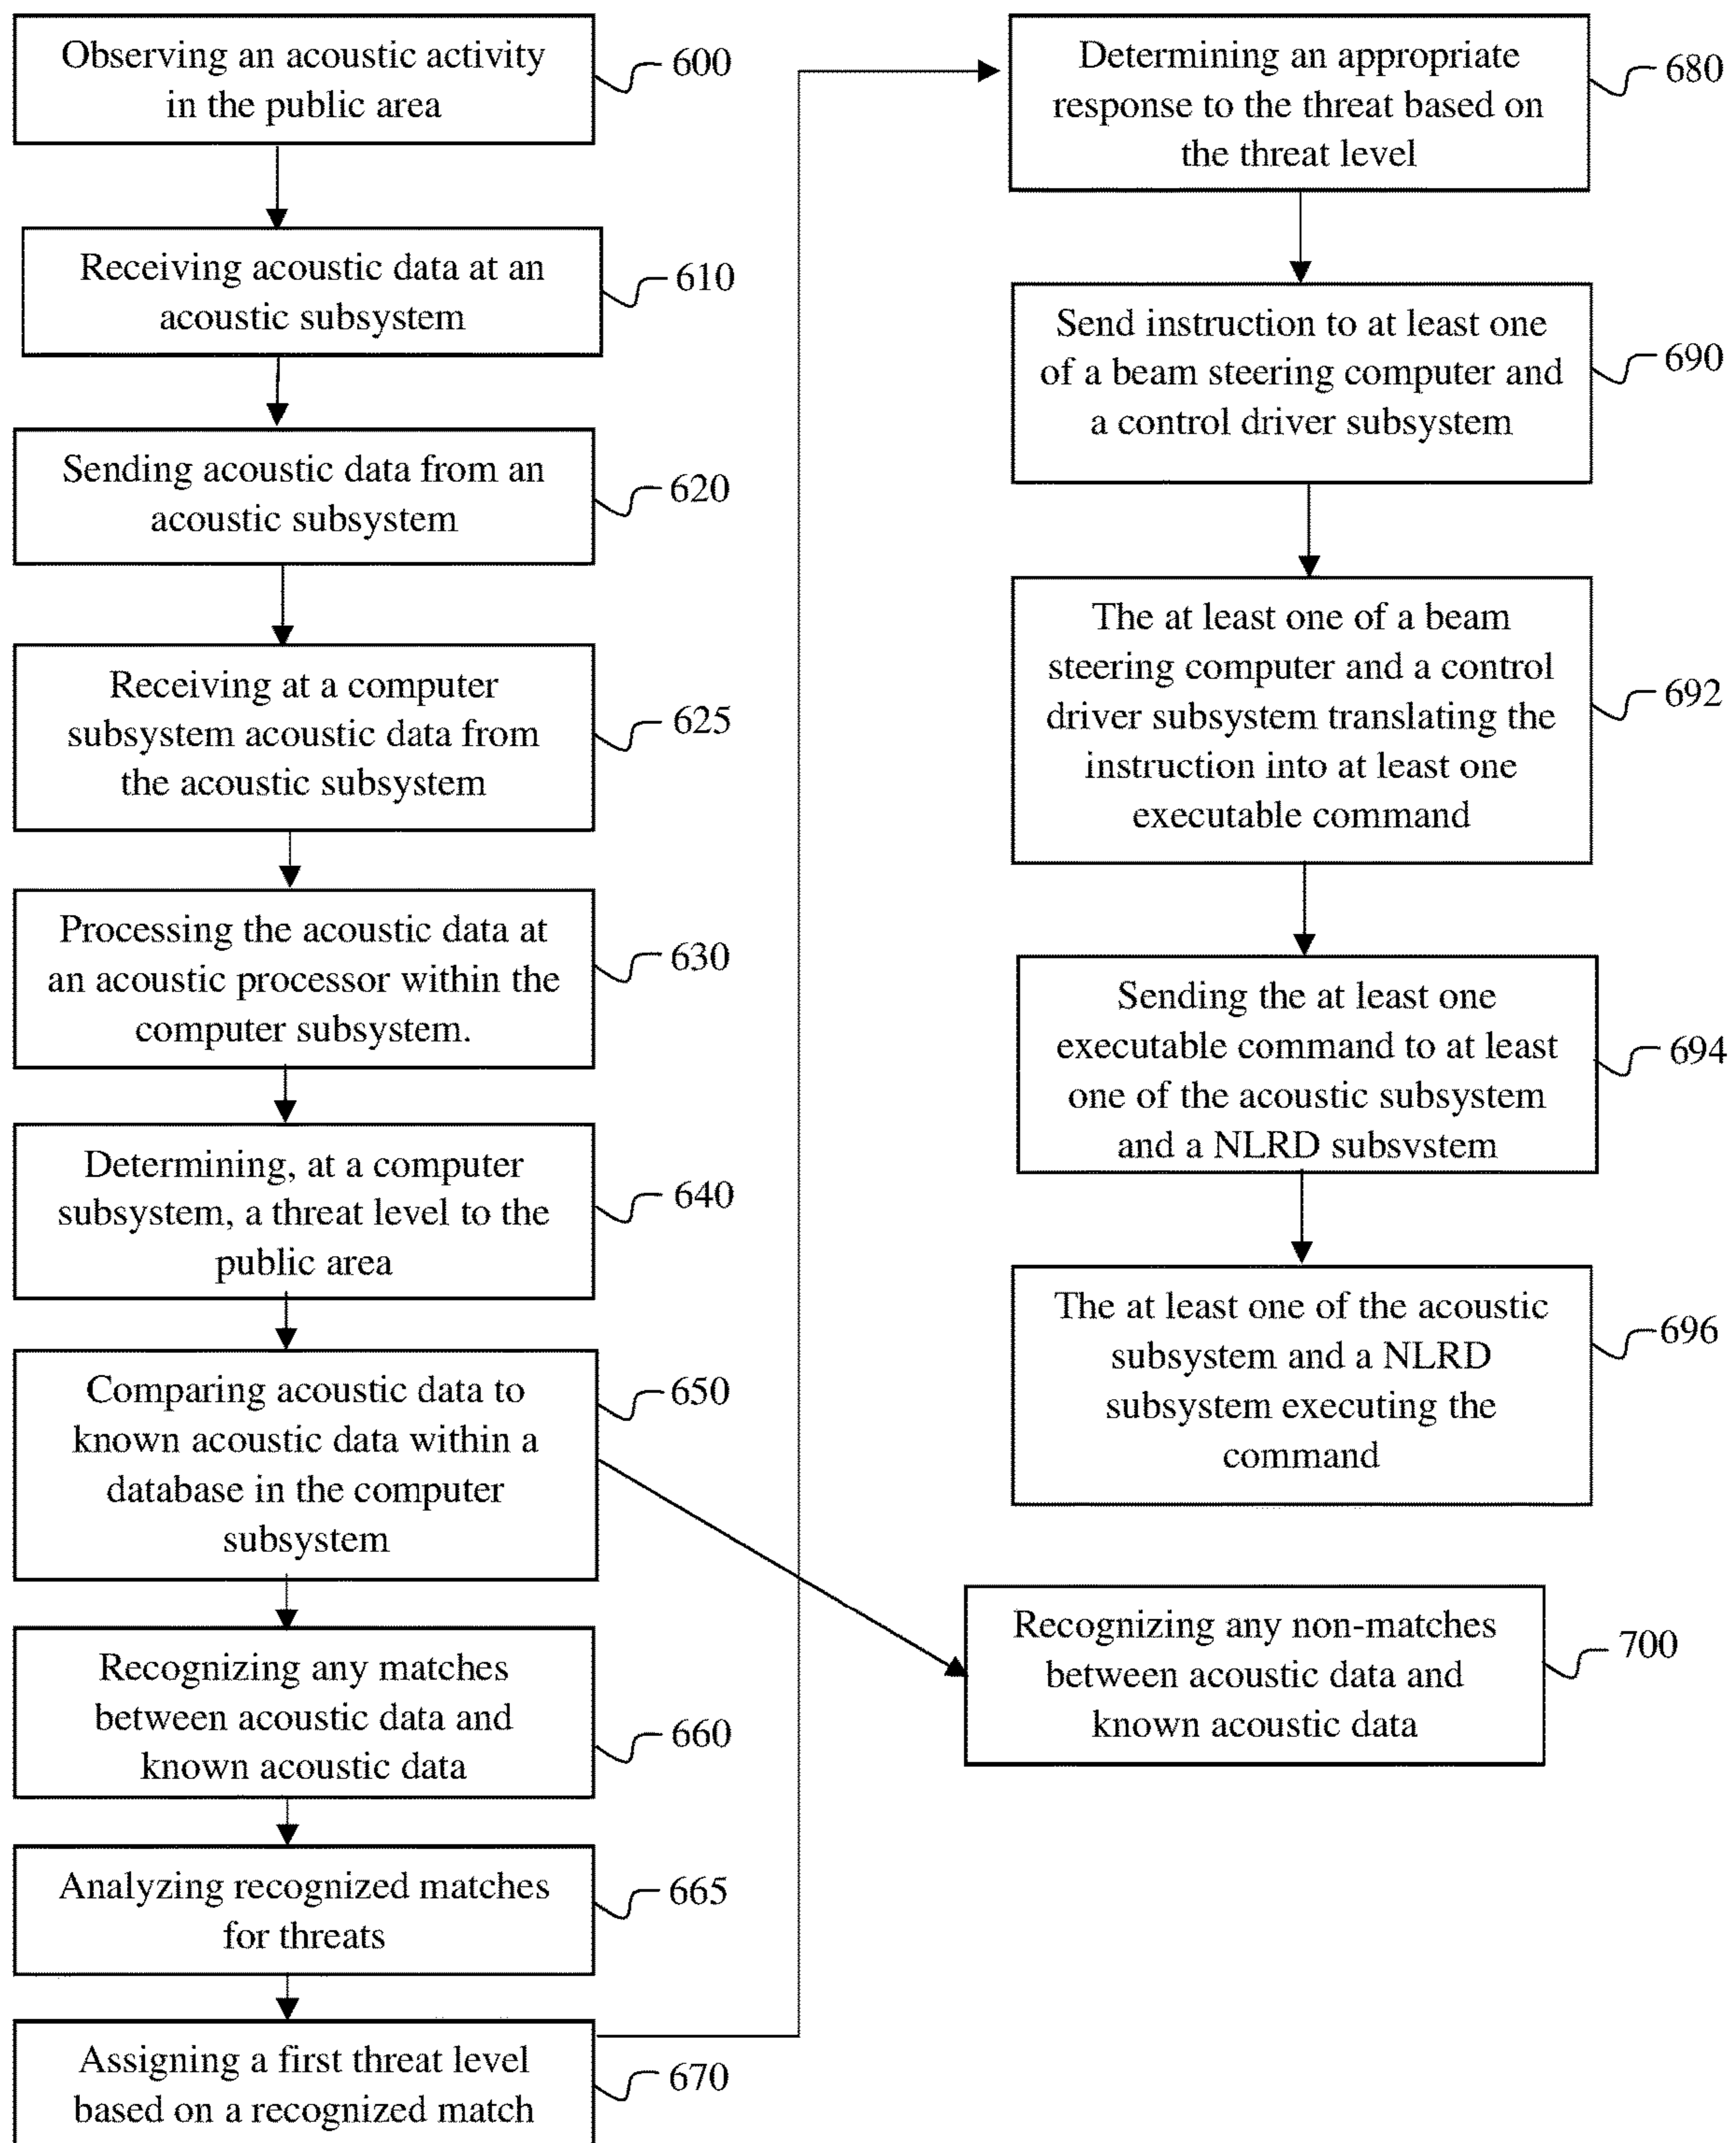 Observing an acoustic activity
in the public area
600
Receiving acoustic data at an
acoustic subsystem
610
Sending acoustic data from an
acoustic subsystem
620
Receiving at a computer
subsystem acoustic data from
the acoustic subsystem
625
Processing the acoustic data at
an acoustic processor within the
computer subsystem.
630
Determining, at a computer
subsystem, a threat level to the
public area
640
Comparing acoustic data to
known acoustic data within a
database in the computer
subsystem
650
Recognizing any matches
between acoustic data and
known acoustic data
660
Analyzing recognized matches
for threats
665
Assigning a first threat level
based on a recognized match
670
Determining an appropriate
response to the threat based on
the threat level
680
Send instruction to at least one
of a beam steering computer and
a control driver subsystem
690
The at least one of a beam
steering computer and a control
driver subsystem translating the
instruction into at least one
executable command
692
Sending the at least one
executable command to at least
one of the acoustic subsystem
and a NLRD subsystem
694
The at least one of the acoustic
subsystem and a NLRD
subsystem executing the
command
696
Recognizing any non-matches
between acoustic data and
known acoustic data
700